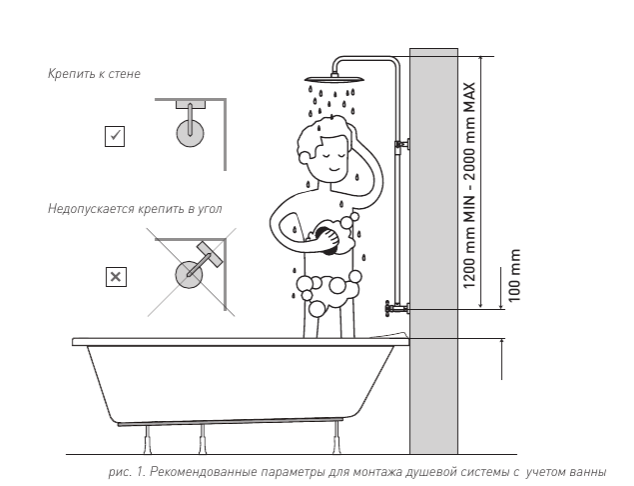 Крепить к стене
Недопускается крепить в угол
1200 mm MIN - 2000 mm MAX
100 mm
рис. 1. Рекомендованные параметры для монтажа душевой системы с учетом ванны